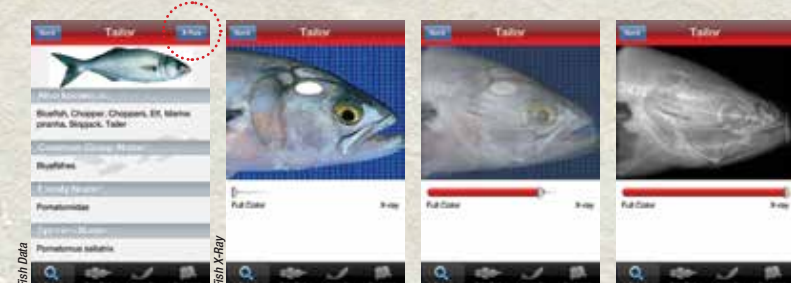 Back
Tailor
X-Ray
Also known as:
Bluefish, Chopper, Choppers, Elf, Marine
piranha, Skipjack, Tailer
Common Group Name:
Bluefishes
Family Name:
Pomatomidae
Species Name:
Pomatomus saltatrix
Fish Data
Back
Tailor
Full Color
X-ray
Fish X-Ray
Back
Tailor
Full Color
X-ray
Back
Tailor
Full Color
X-ray